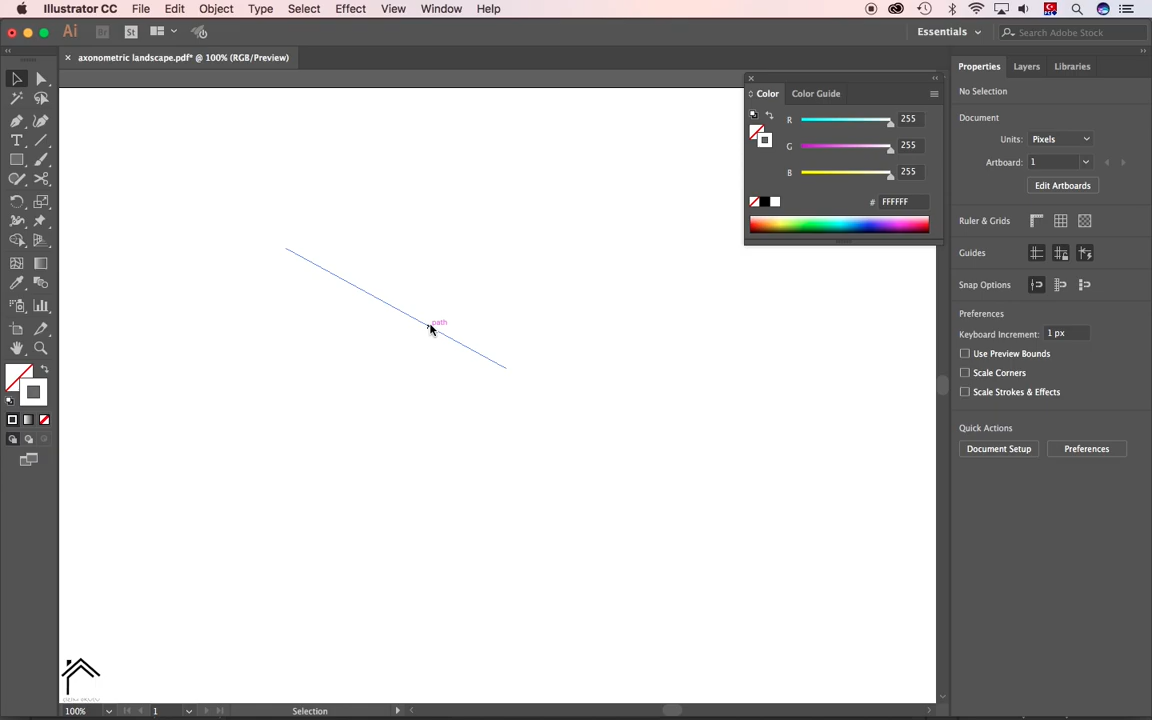 Illustrator CC File Edit Object Type Select Effect View Window Help
Ai Br St Essentials Search Adobe Stock
axonometric landscape.pdf* @ 100% (RGB/Preview)
Properties Layers Libraries
Color Color Guide
No Selection
R 255
Document
Units: Pixels
G 255
Artboard: 1
B 255
Edit Artboards
# FFFFFF
Ruler & Grids
Guides
Snap Options
Preferences
path
Keyboard Increment: 1 px
Use Preview Bounds
Scale Corners
Scale Strokes & Effects
Quick Actions
Document Setup Preferences
100% 1 Selection